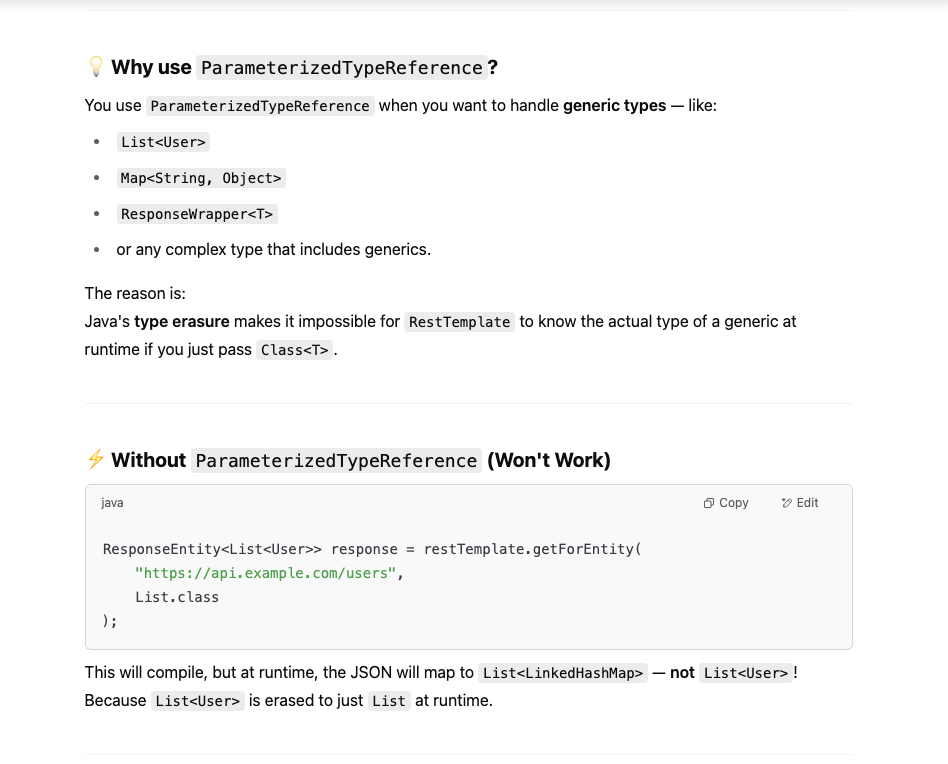 💡 Why use ParameterizedTypeReference?
You use ParameterizedTypeReference when you want to handle generic types — like:
• List<User>
• Map<String, Object>
• ResponseWrapper<T>
• or any complex type that includes generics.
The reason is:
Java's type erasure makes it impossible for RestTemplate to know the actual type of a generic at
runtime if you just pass Class<T>.
⚡ Without ParameterizedTypeReference (Won't Work)
java Copy Edit
ResponseEntity<List<User>> response = restTemplate.getForEntity(
    "https://api.example.com/users",
    List.class
);
This will compile, but at runtime, the JSON will map to List<LinkedHashMap> — not List<User>!
Because List<User> is erased to just List at runtime.